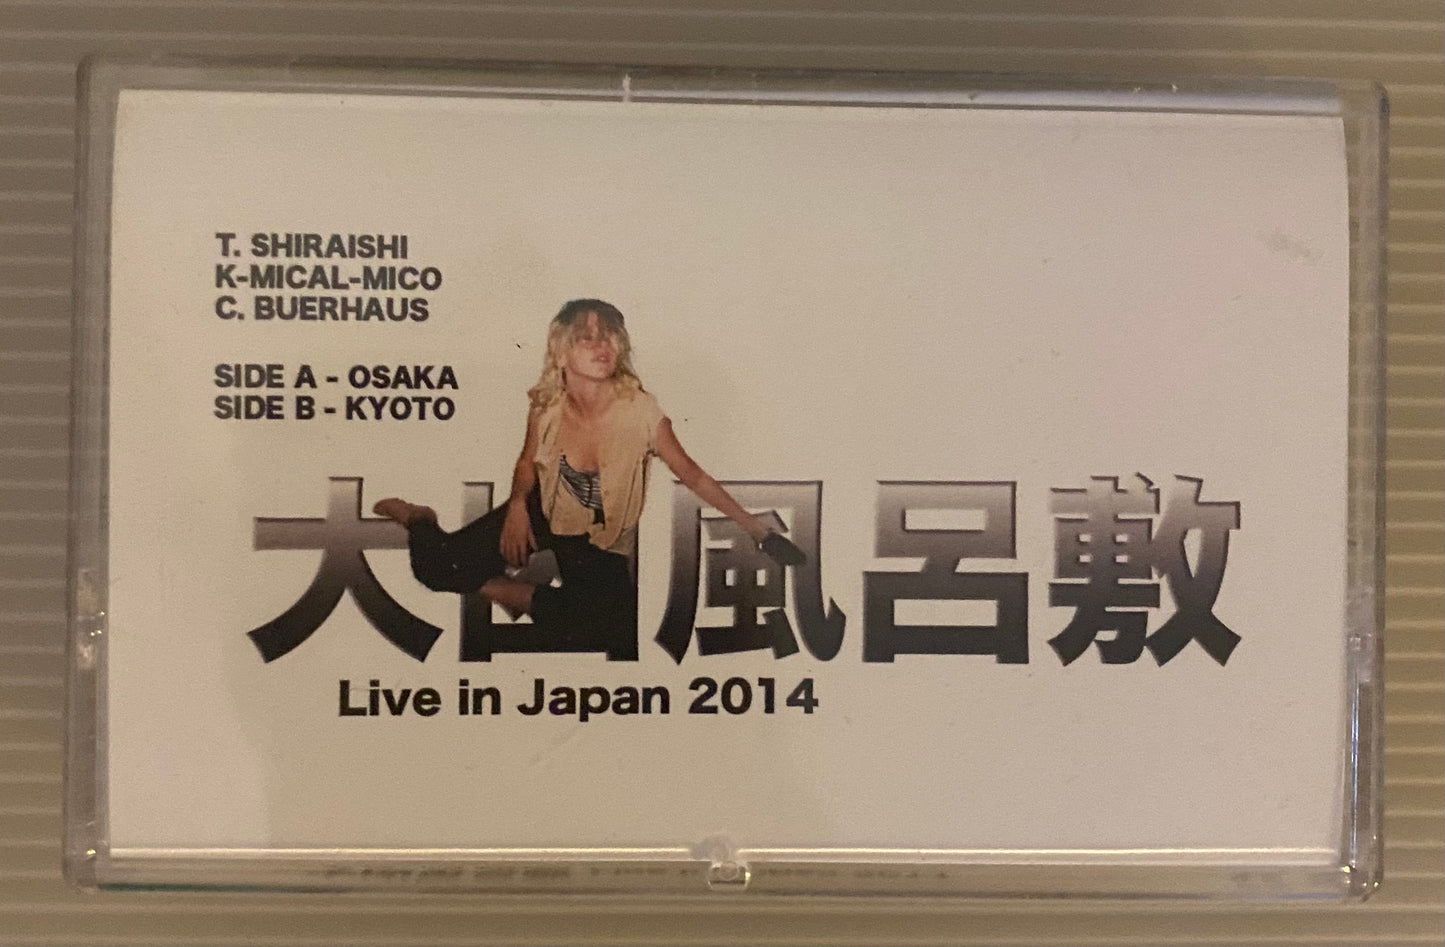 T. SHIRAISHI
K-MICAL-MICO
C. BUERHAUS
SIDE A - OSAKA
SIDE B - KYOTO
大 風呂敷
Live in Japan 2014